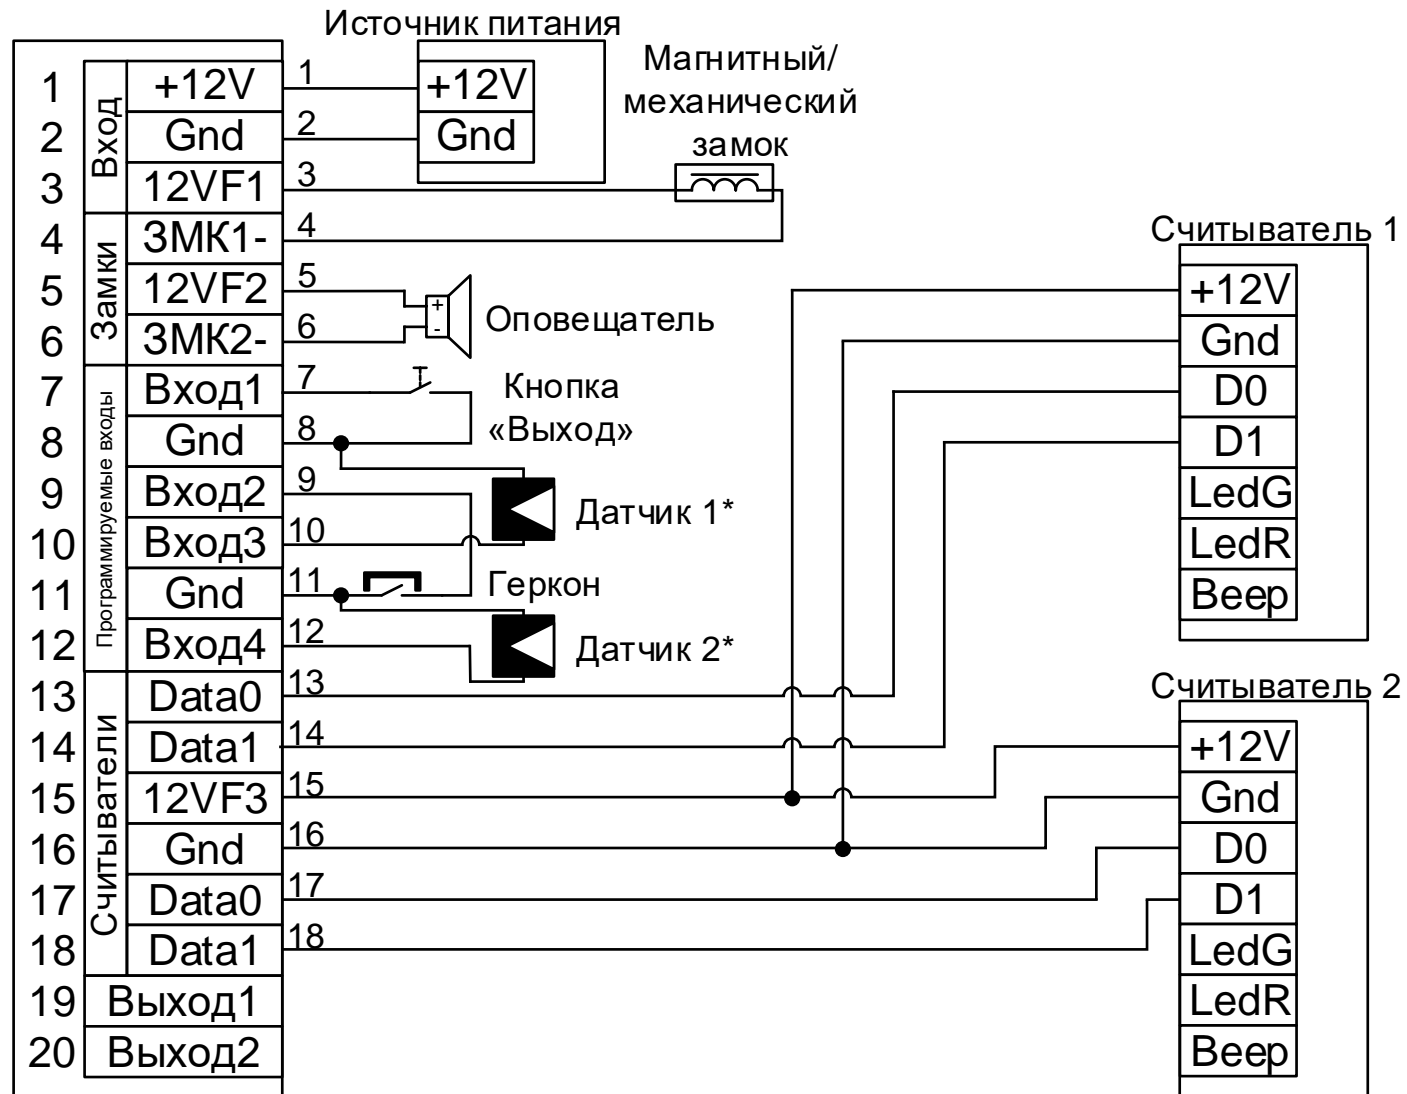 Источник питания
Магнитный/
механический
замок
Вход
1 +12V 1 +12V
2 Gnd 2 Gnd
3 12VF1 3
Замки
4 ЗМК1- 4
5 12VF2 5
6 ЗМК2- 6
+
-
Оповещатель
Программируемые входы
7 Вход1 7
8 Gnd 8
9 Вход2 9
10 Вход3 10
11 Gnd 11
12 Вход4 12
Кнопка
«Выход»
Датчик 1*
Геркон
Датчик 2*
Считыватели
13 Data0 13
14 Data1 14
15 12VF3 15
16 Gnd 16
17 Data0 17
18 Data1 18
19 Выход1
20 Выход2
Считыватель 1
+12V
Gnd
D0
D1
LedG
LedR
Beep
Считыватель 2
+12V
Gnd
D0
D1
LedG
LedR
Beep